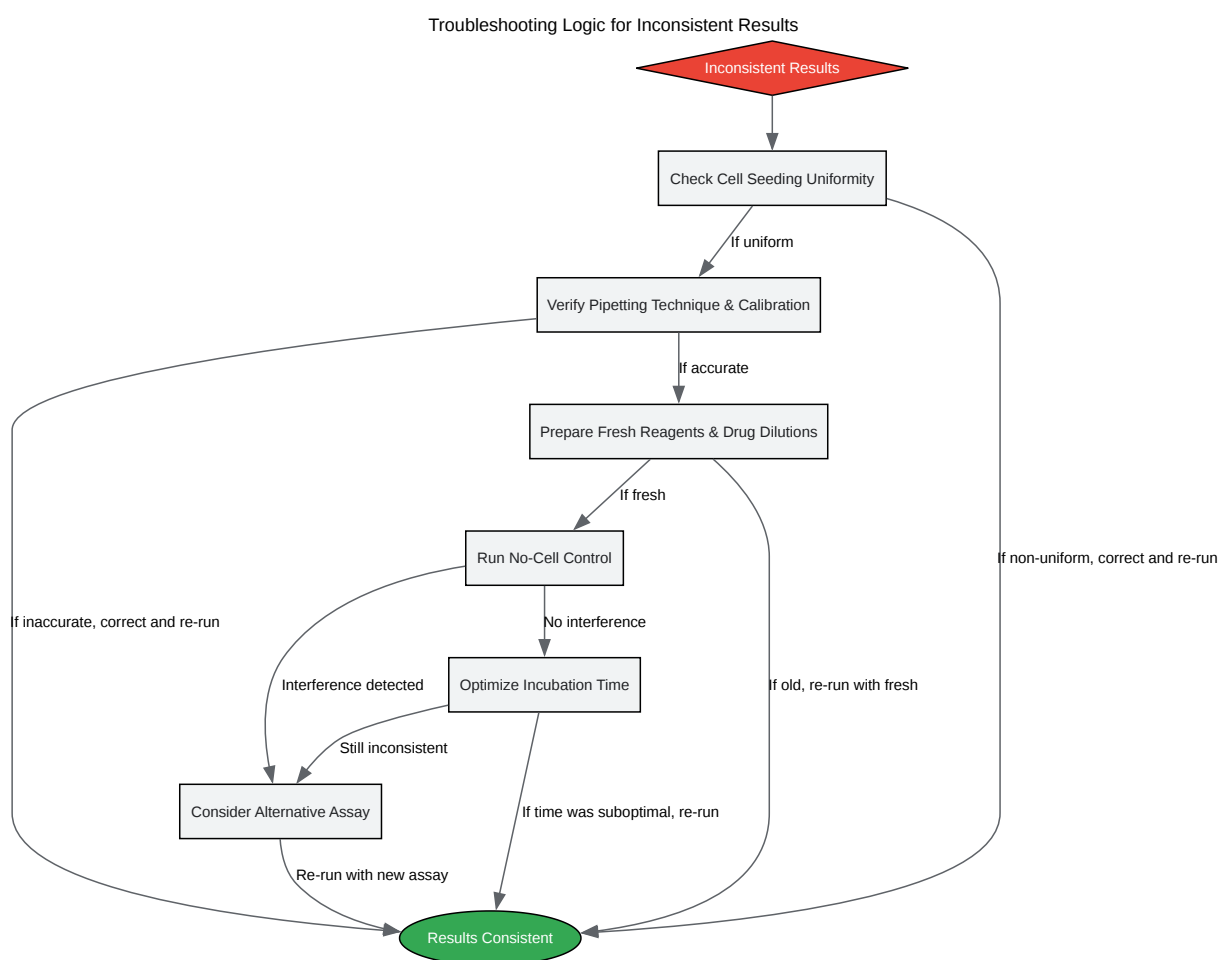 Troubleshooting Logic for Inconsistent Results
Inconsistent Results
Check Cell Seeding Uniformity
If uniform
Verify Pipetting Technique & Calibration
If accurate
Prepare Fresh Reagents & Drug Dilutions
If fresh
Run No-Cell Control
If non-uniform, correct and re-run
If inaccurate, correct and re-run
No interference
Interference detected
Optimize Incubation Time
If old, re-run with fresh
Still inconsistent
Consider Alternative Assay
If time was suboptimal, re-run
Re-run with new assay
Results Consistent